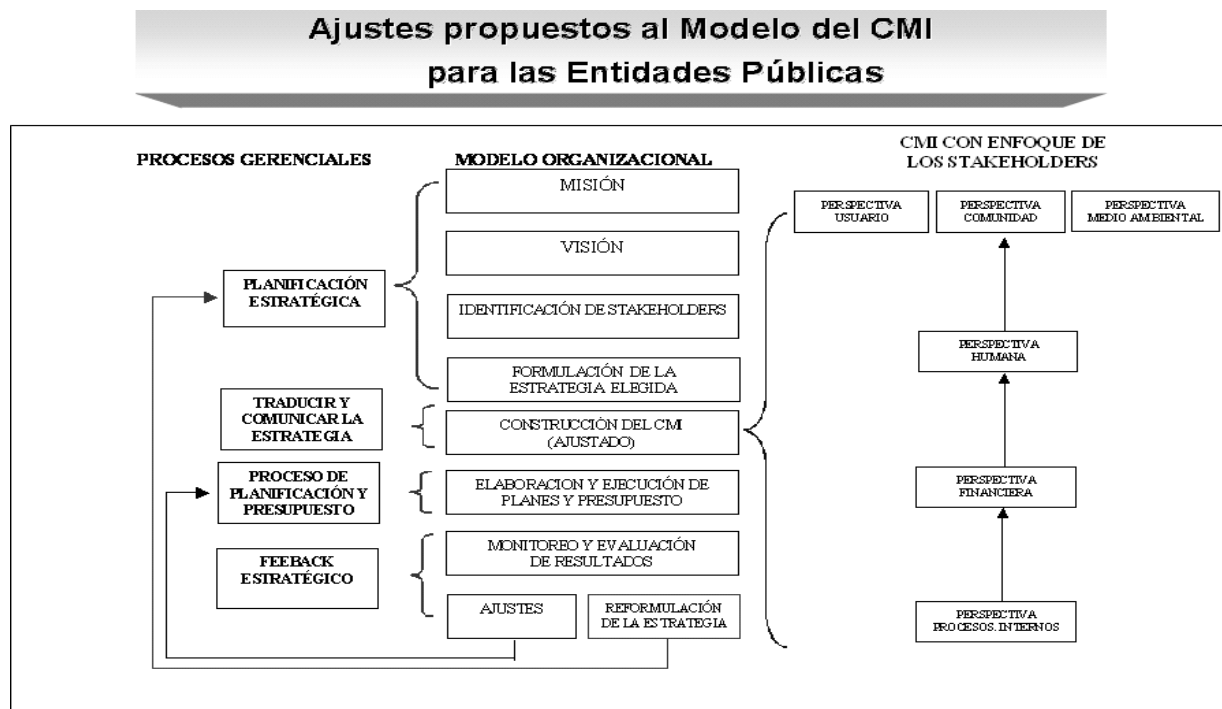 Ajustes propuestos al Modelo del CMI
para las Entidades Públicas
PROCESOS GERENCIALES
MODELO ORGANIZACIONAL
CMI CON ENFOQUE DE
LOS STAKEHOLDERS
PLANIFICACIÓN
ESTRATÉGICA
TRADUCIR Y
COMUNICAR LA
ESTRATEGIA
PROCESO DE
PLANIFICACIÓN Y
PRESUPUESTO
FEEBACK
ESTRATÉGICO
MISIÓN
VISIÓN
IDENTIFICACIÓN DE STAKEHOLDERS
FORMULACIÓN DE LA
ESTRATEGIA ELEGIDA
CONSTRUCCIÓN DEL CMI
(AJUSTADO)
ELABORACION Y EJECUCIÓN DE
PLANES Y PRESUPUESTO
MONITOREO Y EVALUACIÓN
DE RESULTADOS
AJUSTES
REFORMULACIÓN
DE LA ESTRATEGIA
PERSPECTIVA
USUARIO
PERSPECTIVA
COMUNIDAD
PERSPECTIVA
MEDIO AMBIENTAL
PERSPECTIVA
HUMANA
PERSPECTIVA
FINANCIERA
PERSPECTIVA
PROCESOS. INTERNOS